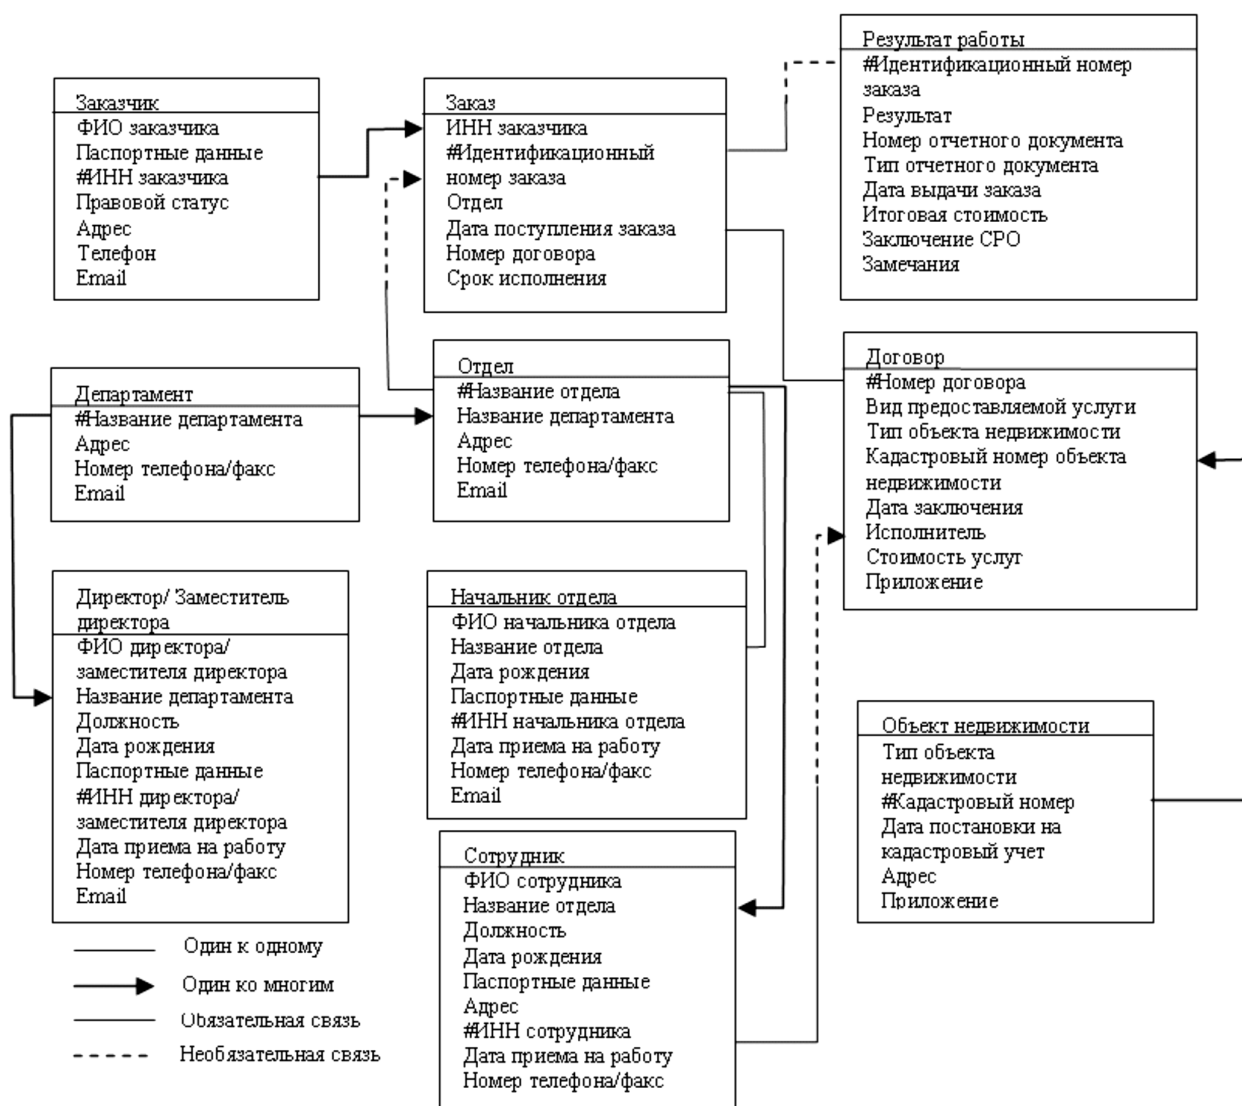 Заказчик
ФИО заказчика
Паспортные данные
#ИНН заказчика
Правовой статус
Адрес
Телефон
Email
Заказ
ИНН заказчика
#Идентификационный
номер заказа
Отдел
Дата поступления заказа
Номер договора
Срок исполнения
Результат работы
#Идентификационный номер
заказа
Результат
Номер отчетного документа
Тип отчетного документа
Дата выдачи заказа
Итоговая стоимость
Заключение СРО
Замечания
Департамент
#Название департамента
Адрес
Номер телефона/факс
Email
Отдел
#Название отдела
Название департамента
Адрес
Номер телефона/факс
Email
Договор
#Номер договора
Вид предоставляемой услуги
Тип объекта недвижимости
Кадастровый номер объекта
недвижимости
Дата заключения
Исполнитель
Стоимость услуг
Приложение
Директор/ Заместитель
директора
ФИО директора/
заместителя директора
Название департамента
Должность
Дата рождения
Паспортные данные
#ИНН директора/
заместителя директора
Дата приема на работу
Номер телефона/факс
Email
Начальник отдела
ФИО начальника отдела
Название отдела
Дата рождения
Паспортные данные
#ИНН начальника отдела
Дата приема на работу
Номер телефона/факс
Email
Объект недвижимости
Тип объекта
недвижимости
#Кадастровый номер
Дата постановки на
кадастровый учет
Адрес
Приложение
Сотрудник
ФИО сотрудника
Название отдела
Должность
Дата рождения
Паспортные данные
Адрес
#ИНН сотрудника
Дата приема на работу
Номер телефона/факс
Один к одному
Один ко многим
Обязательная связь
Необязательная связь